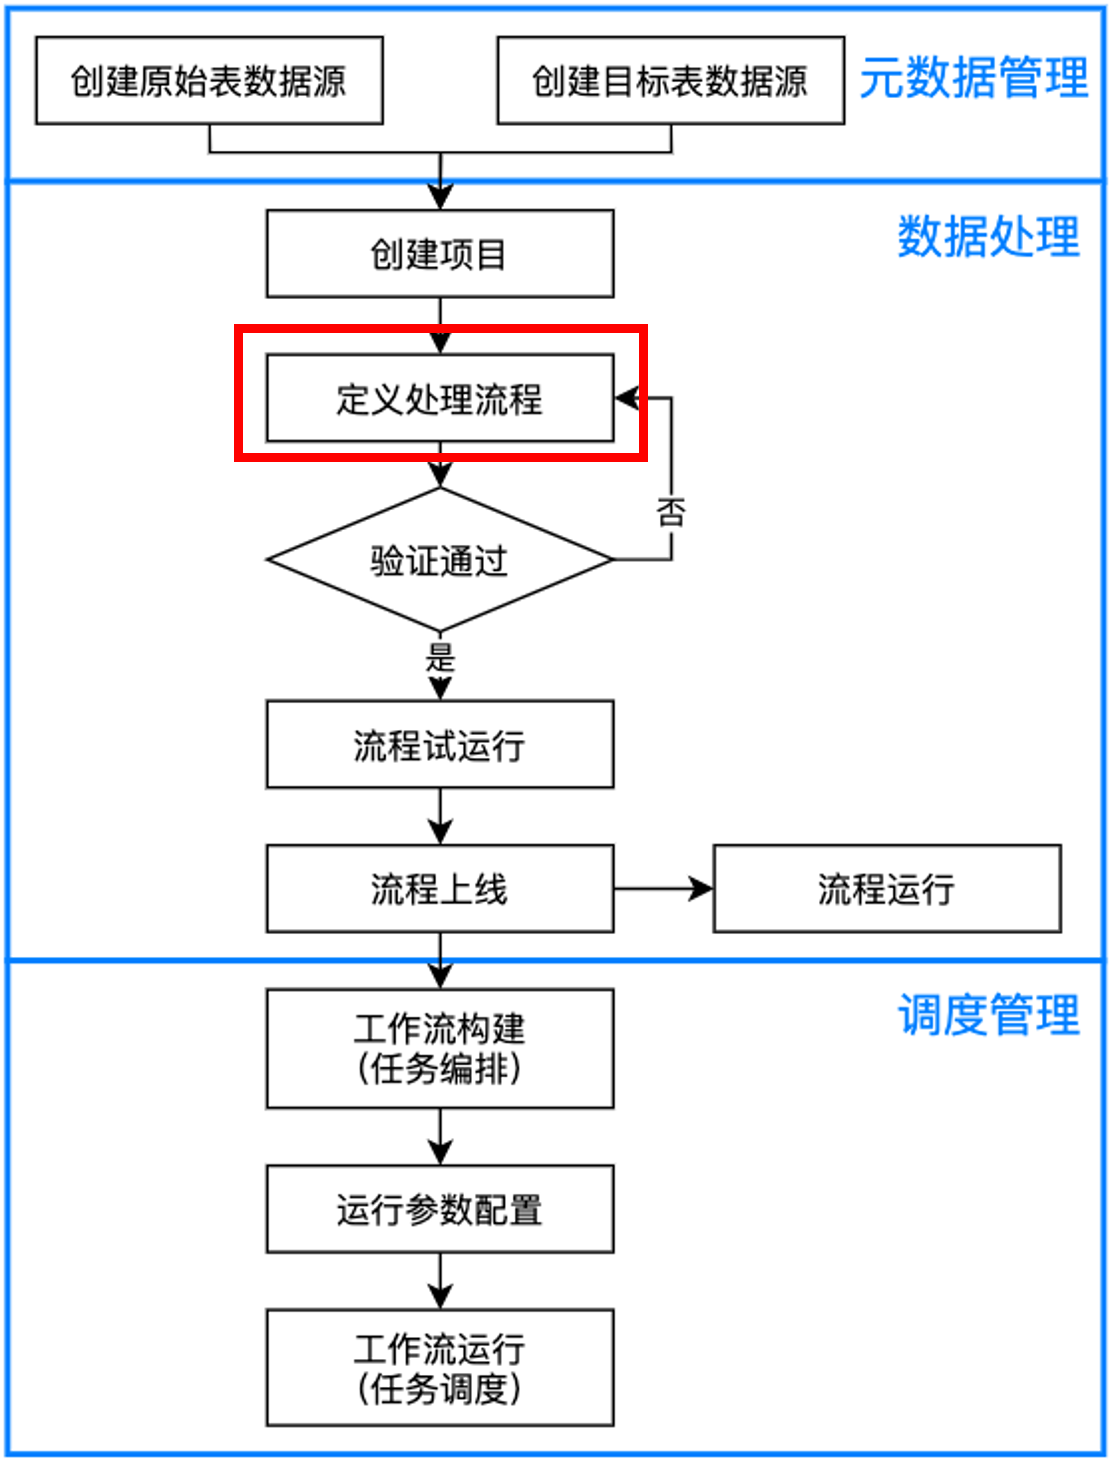 创建原始表数据源
创建目标表数据源
元数据管理
数据处理
创建项目
定义处理流程
否
验证通过
是
流程试运行
流程上线
流程运行
调度管理
工作流构建
(任务编排)
运行参数配置
工作流运行
(任务调度)